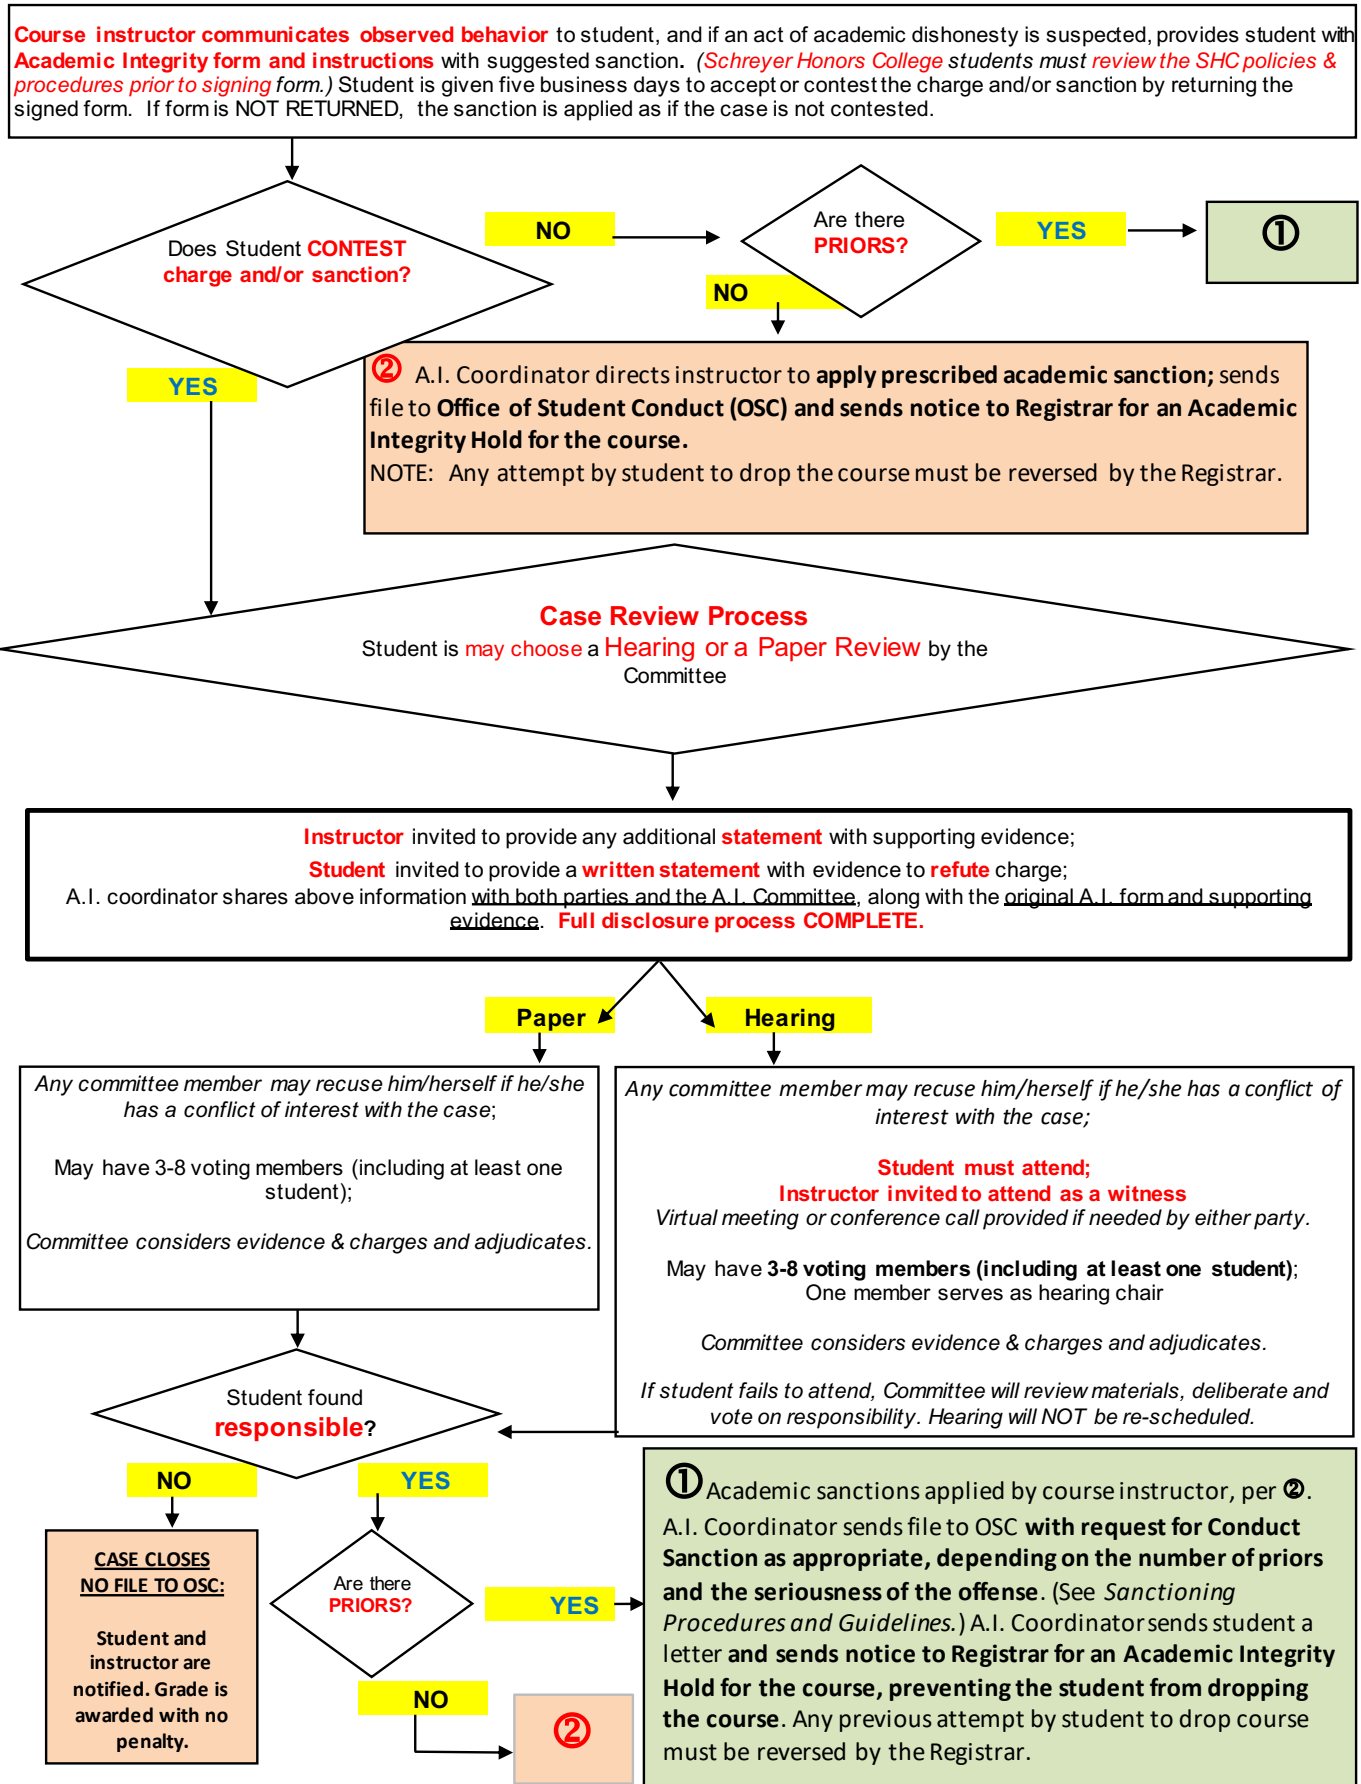 Course instructor communicates observed behavior to student, and if an act of academic dishonesty is suspected, provides student with
Academic Integrity form and instructions with suggested sanction. (Schreyer Honors College students must review the SHC policies &
procedures prior to signing form.) Student is given five business days to accept or contest the charge and/or sanction by returning the
signed form. If form is NOT RETURNED, the sanction is applied as if the case is not contested.
Does Student CONTEST
charge and/or sanction?
NO
Are there
PRIORS?
YES
①
NO
YES
② A.I. Coordinator directs instructor to apply prescribed academic sanction; sends
file to Office of Student Conduct (OSC) and sends notice to Registrar for an Academic
Integrity Hold for the course.
NOTE: Any attempt by student to drop the course must be reversed by the Registrar.
Case Review Process
Student is may choose a Hearing or a Paper Review by the
Committee
Instructor invited to provide any additional statement with supporting evidence;
Student invited to provide a written statement with evidence to refute charge;
A.I. coordinator shares above information with both parties and the A.I. Committee, along with the original A.I. form and supporting
evidence. Full disclosure process COMPLETE.
Paper
Hearing
Any committee member may recuse him/herself if he/she
has a conflict of interest with the case;
May have 3-8 voting members (including at least one
student);
Committee considers evidence & charges and adjudicates.
Any committee member may recuse him/herself if he/she has a conflict of
interest with the case;
Student must attend;
Instructor invited to attend as a witness
Virtual meeting or conference call provided if needed by either party.
May have 3-8 voting members (including at least one student);
One member serves as hearing chair
Committee considers evidence & charges and adjudicates.
If student fails to attend, Committee will review materials, deliberate and
vote on responsibility. Hearing will NOT be re-scheduled.
Student found
responsible?
NO
YES
CASE CLOSES
NO FILE TO OSC:
Student and
instructor are
notified. Grade is
awarded with no
penalty.
Are there
PRIORS?
YES
NO
②
① Academic sanctions applied by course instructor, per ②.
A.I. Coordinator sends file to OSC with request for Conduct
Sanction as appropriate, depending on the number of priors
and the seriousness of the offense. (See Sanctioning
Procedures and Guidelines.) A.I. Coordinator sends student a
letter and sends notice to Registrar for an Academic Integrity
Hold for the course, preventing the student from dropping
the course. Any previous attempt by student to drop course
must be reversed by the Registrar.